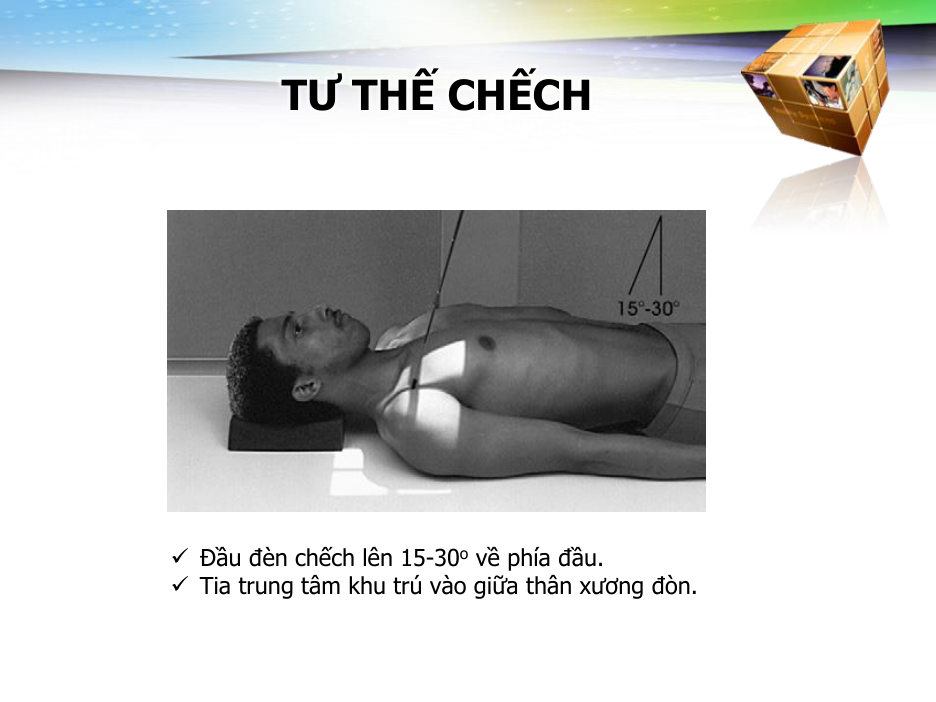 TƯ THẾ CHẾCH
15°-30°
✓ Đầu đèn chếch lên 15-30º về phía đầu.
✓ Tia trung tâm khu trú vào giữa thân xương đòn.